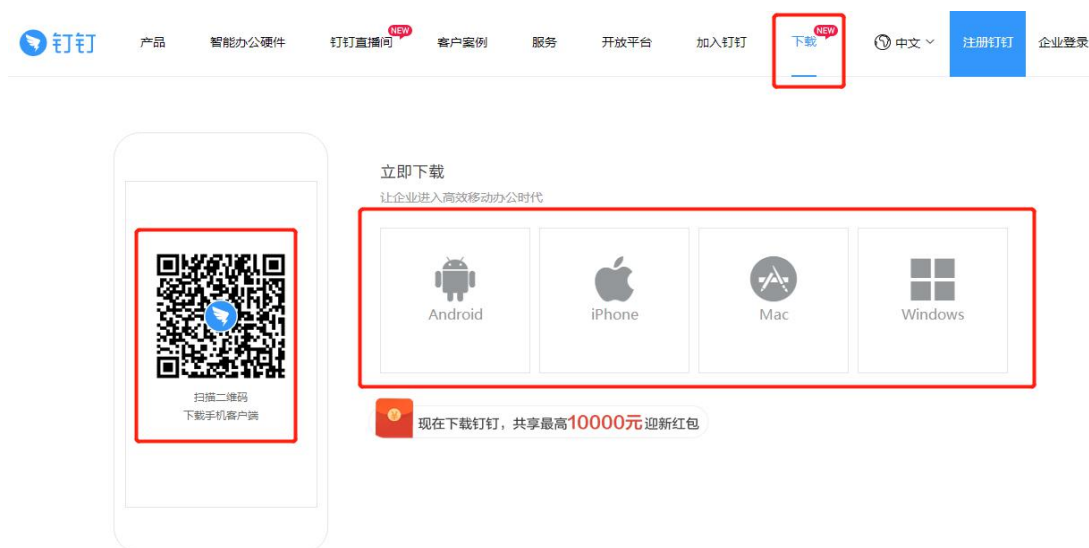 钉钉 产品 智能办公硬件 钉钉直播间 NEW 客户案例 服务 开放平台 加入钉钉 下载 NEW 中文 注册钉钉 企业登录
立即下载
让企业进入高效移动办公时代
Android iPhone Mac Windows
扫描二维码
下载手机客户端
现在下载钉钉，共享最高10000元迎新红包